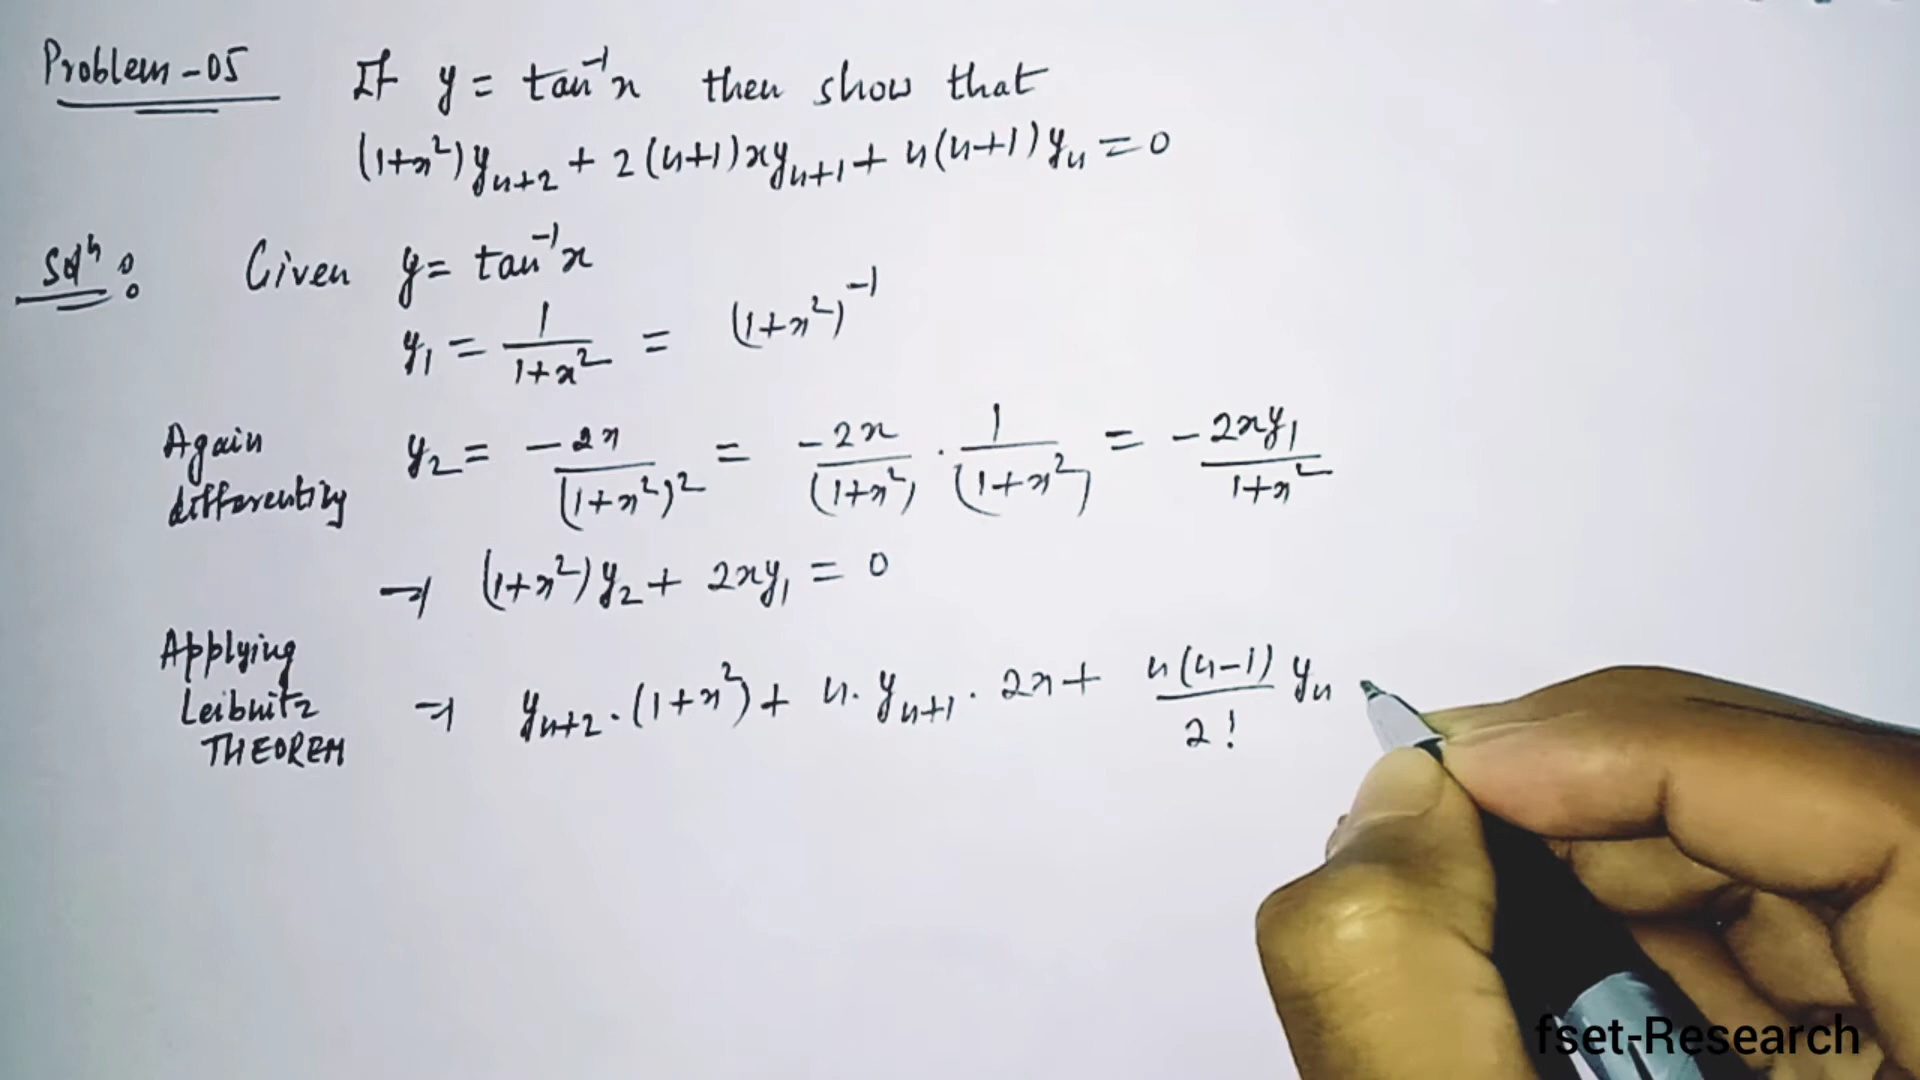 Problem-05 If y = tan⁻¹x then show that
(1+x²)yₙ₊₂ + 2(n+1)xyₙ₊₁ + n(n+1)yₙ = 0
Solⁿ: Given y = tan⁻¹x
y₁ = 1/(1+x²) = (1+x²)⁻¹
Again differenting y₂ = -2x/(1+x²)² = -2x/(1+x²) · 1/(1+x²) = -2xy₁/(1+x²)
→ (1+x²)y₂ + 2xy₁ = 0
Applying Leibnitz THEOREM → yₙ₊₂·(1+x²) + n·yₙ₊₁·2x + n(n-1)/2! yₙ
fset-Research